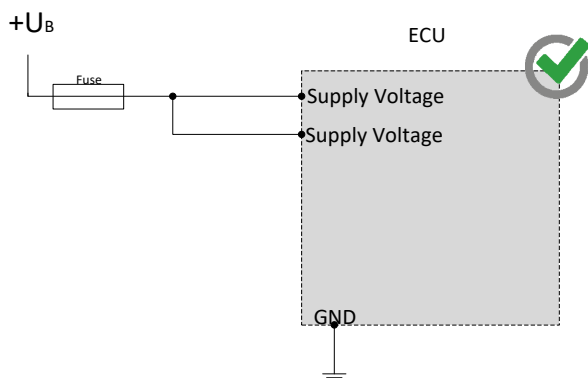 +UB
ECU
Fuse
Supply Voltage
Supply Voltage
GND